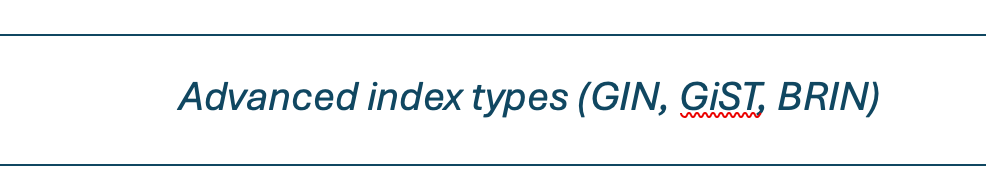 Advanced index types (GIN, GiST, BRIN)